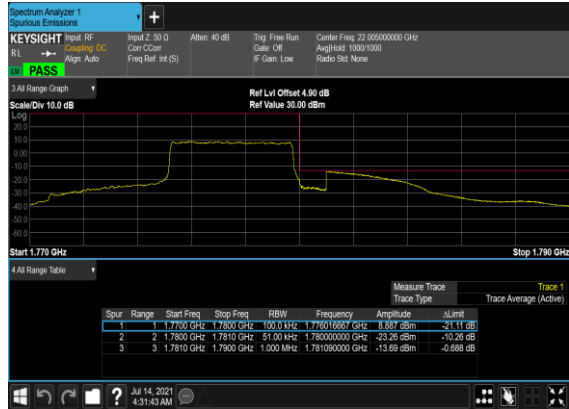 Spectrum Analyzer 1
Spurious Emissions
+
KEYSIGHT Input: RF Input Z: 50 Ω Atten: 40 dB Trig: Free Run Center Freq: 22.005000000 GHz
RL Coupling: DC Corr CCorr Gate: Off Avg|Hold: 1000/1000
Align: Auto Freq Ref: Int (S) IF Gain: Low Radio Std: None
PASS
3 All Range Graph Ref Lvl Offset 4.90 dB
Scale/Div 10.0 dB Ref Value 30.00 dBm
Log
20.0
10.0
0.00
-10.0
-20.0
-30.0
-40.0
-50.0
-60.0
Start 1.770 GHz Stop 1.790 GHz
4 All Range Table
Measure Trace Trace 1
Trace Type Trace Average (Active)
Spur Range Start Freq Stop Freq RBW Frequency Amplitude ΔLimit
1 1 1.7700 GHz 1.7800 GHz 100.0 kHz 1.776016667 GHz 8.887 dBm -21.11 dB
2 2 1.7800 GHz 1.7810 GHz 51.00 kHz 1.780000000 GHz -23.26 dBm -10.26 dB
3 3 1.7810 GHz 1.7900 GHz 1.000 MHz 1.781090000 GHz -13.69 dBm -0.688 dB
? Jul 14, 2021
4:31:43 AM